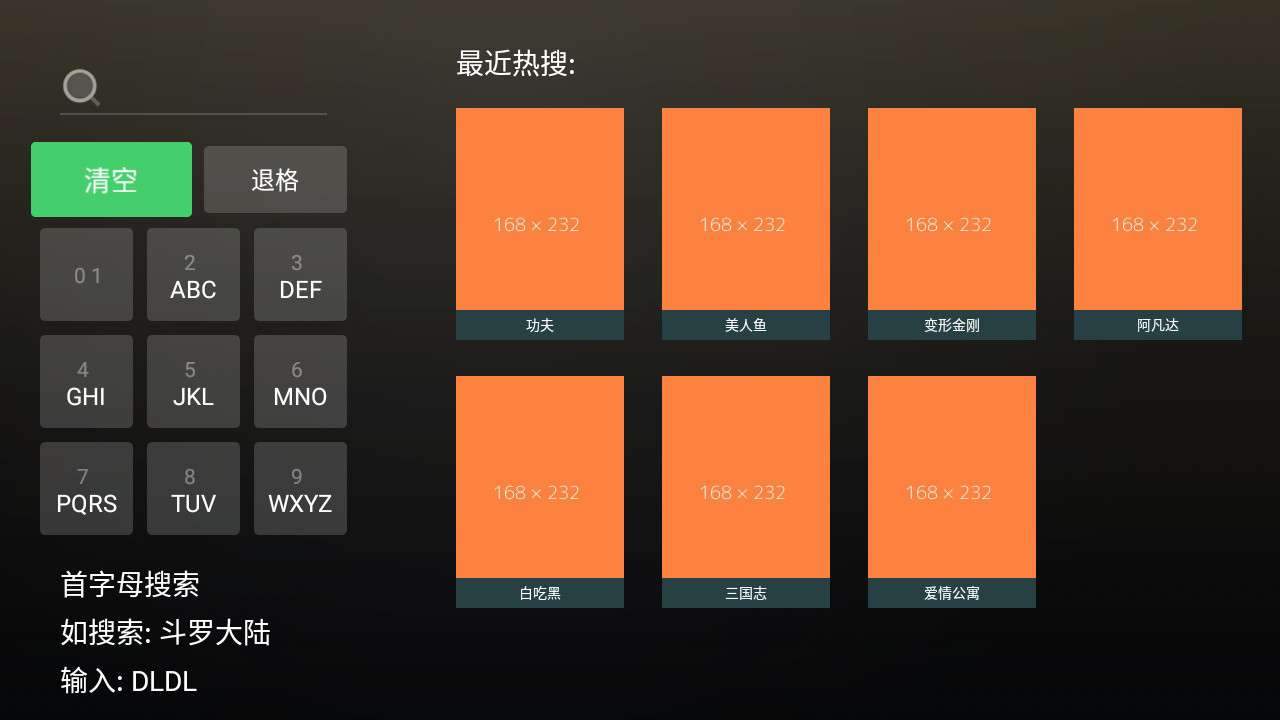 清空
退格
0 1
2
ABC
3
DEF
4
GHI
5
JKL
6
MNO
7
PQRS
8
TUV
9
WXYZ
首字母搜索
如搜索: 斗罗大陆
输入: DLDL
最近热搜:
168 × 232
168 × 232
168 × 232
168 × 232
功夫
美人鱼
变形金刚
阿凡达
168 × 232
168 × 232
168 × 232
白吃黑
三国志
爱情公寓